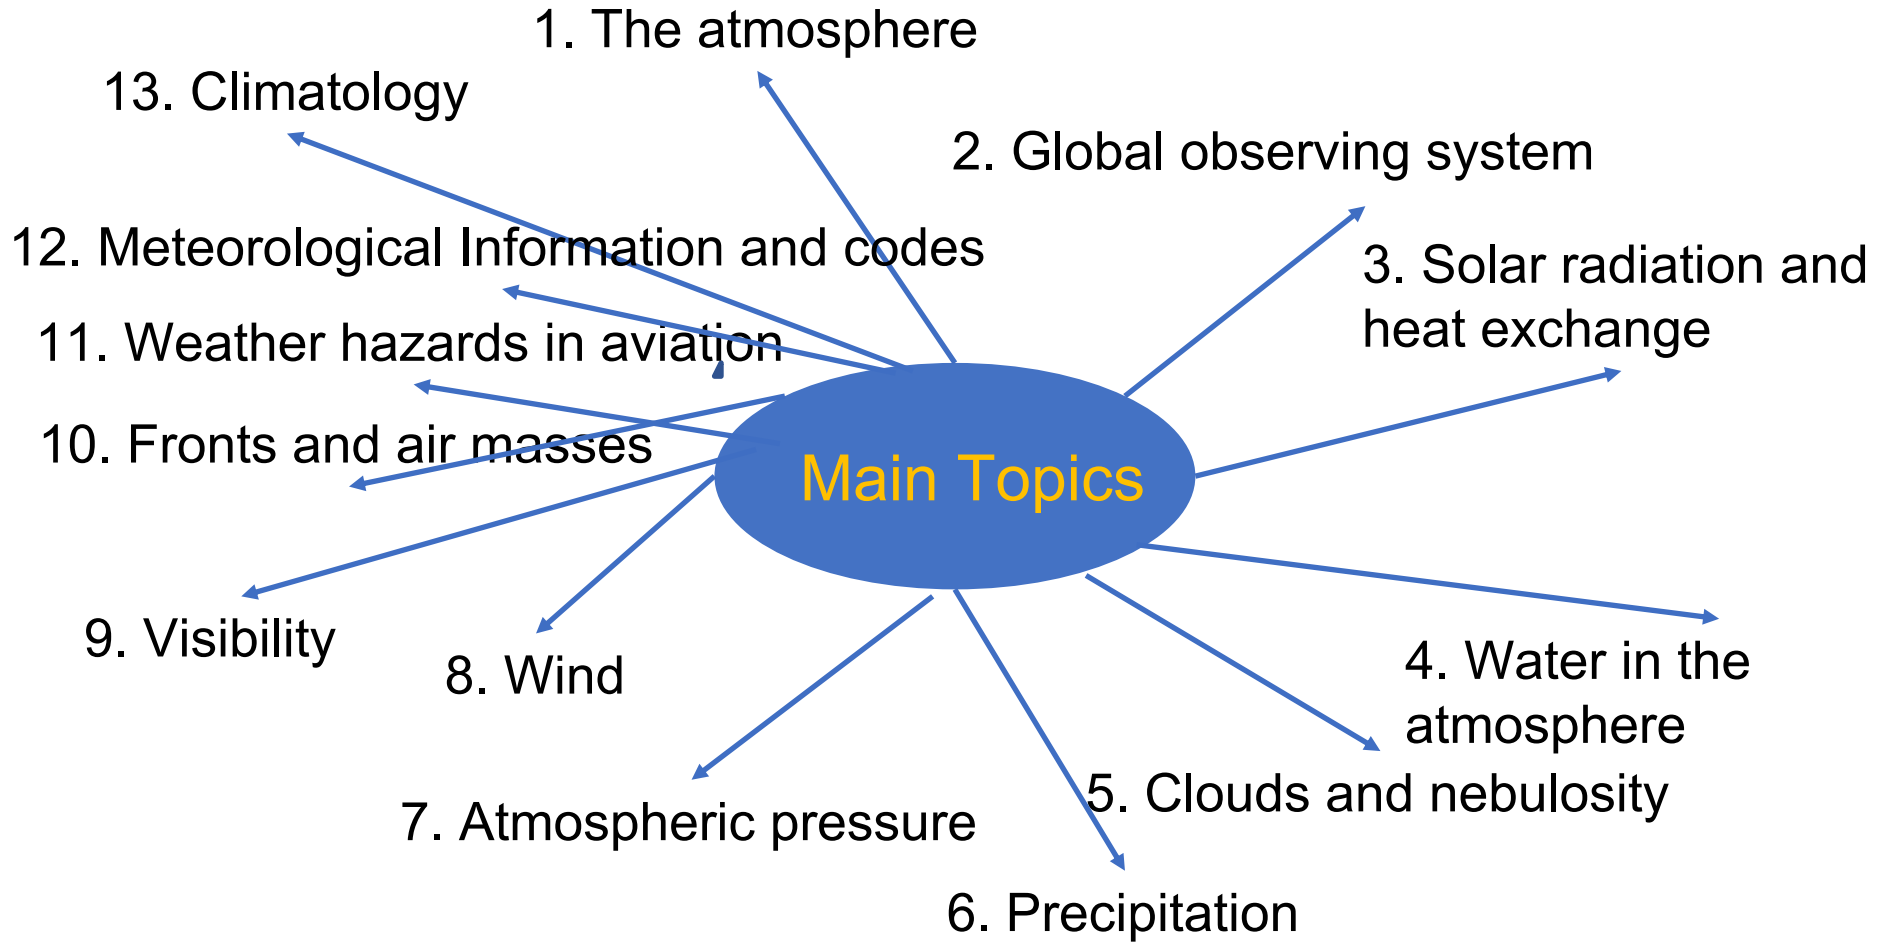 1. The atmosphere
13. Climatology
2. Global observing system
12. Meteorological Information and codes
3. Solar radiation and
heat exchange
11. Weather hazards in aviation
10. Fronts and air masses
Main Topics
9. Visibility
8. Wind
4. Water in the
atmosphere
5. Clouds and nebulosity
7. Atmospheric pressure
6. Precipitation